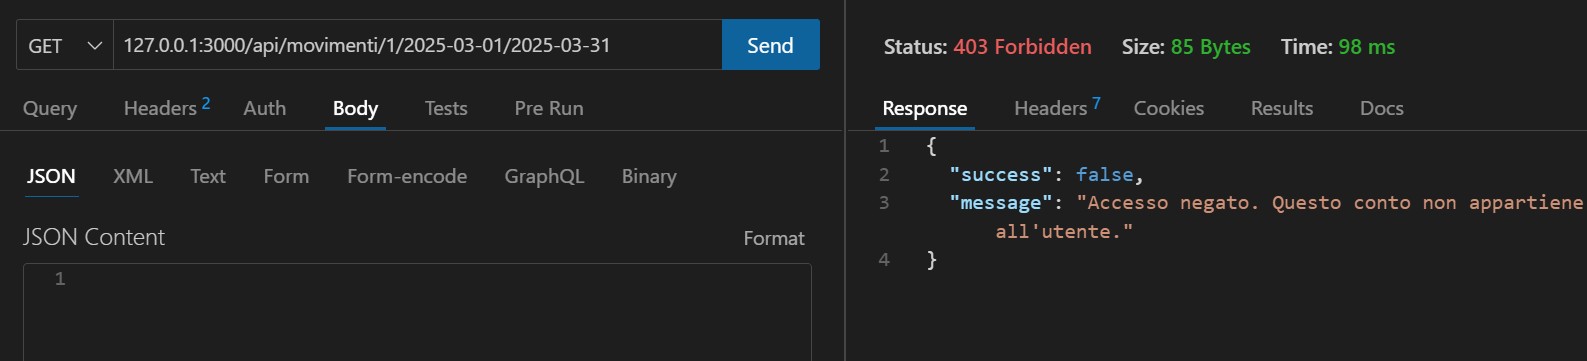 GET 127.0.0.1:3000/api/movimenti/1/2025-03-01/2025-03-31 Send
Query Headers 2 Auth Body Tests Pre Run
JSON XML Text Form Form-encode GraphQL Binary
JSON Content Format
1
Status: 403 Forbidden Size: 85 Bytes Time: 98 ms
Response Headers 7 Cookies Results Docs
1 {
2 "success": false,
3 "message": "Accesso negato. Questo conto non appartiene
all'utente."
4 }